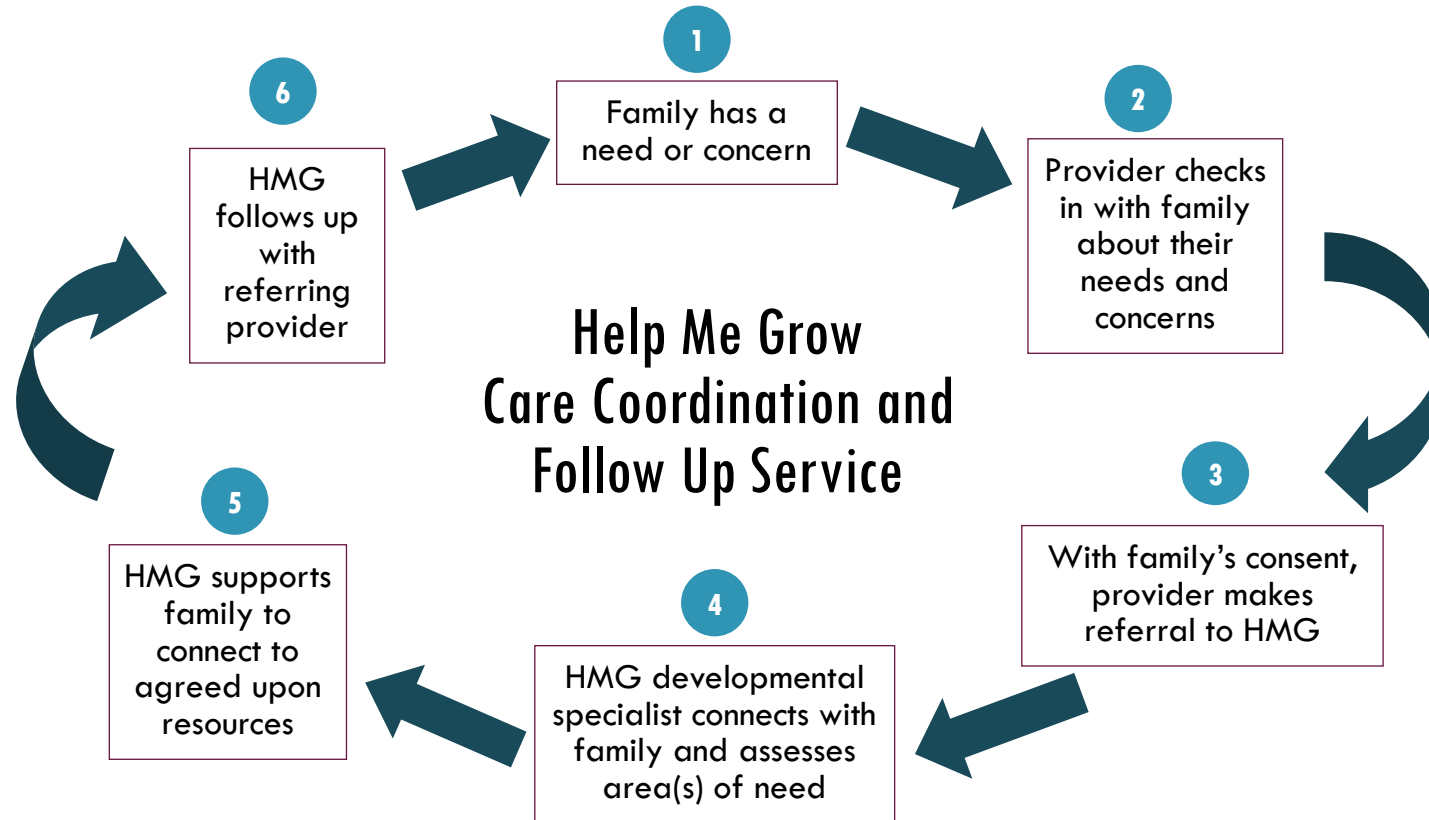 1
Family has a
need or concern
2
Provider checks
in with family
about their
needs and
concerns
3
With family’s consent,
provider makes
referral to HMG
4
HMG developmental
specialist connects with
family and assesses
area(s) of need
5
HMG supports
family to
connect to
agreed upon
resources
6
HMG
follows up
with
referring
provider
Help Me Grow
Care Coordination and
Follow Up Service